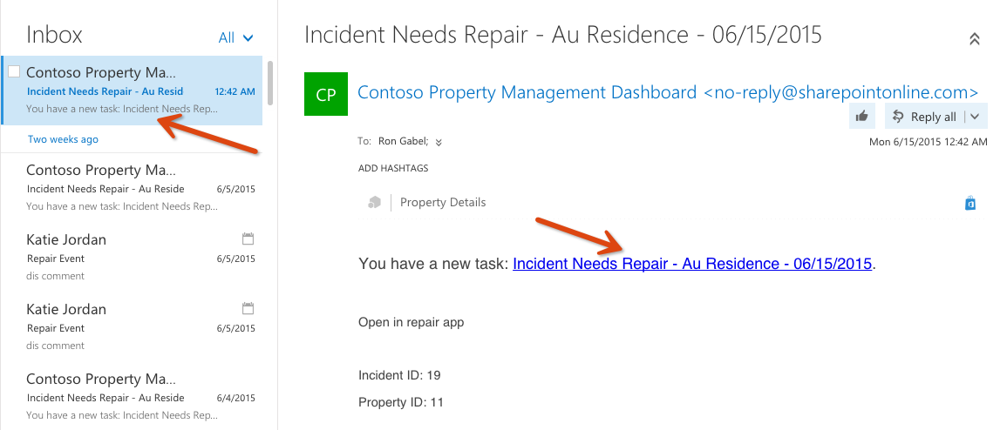 Inbox
All
Contoso Property Ma...
Incident Needs Repair - Au Resid 12:42 AM
You have a new task: Incident Needs Rep...
Two weeks ago
Contoso Property Ma...
Incident Needs Repair - Au Reside 6/5/2015
You have a new task: Incident Needs Rep...
Katie Jordan
Repair Event 6/5/2015
dis comment
Katie Jordan
Repair Event 6/5/2015
dis comment
Contoso Property Ma...
Incident Needs Repair - Au Reside 6/4/2015
You have a new task: Incident Needs Rep...
Incident Needs Repair - Au Residence - 06/15/2015
CP
Contoso Property Management Dashboard <no-reply@sharepointonline.com>
Reply all
To: Ron Gabel;
Mon 6/15/2015 12:42 AM
ADD HASHTAGS
Property Details
You have a new task: Incident Needs Repair - Au Residence - 06/15/2015.
Open in repair app
Incident ID: 19
Property ID: 11